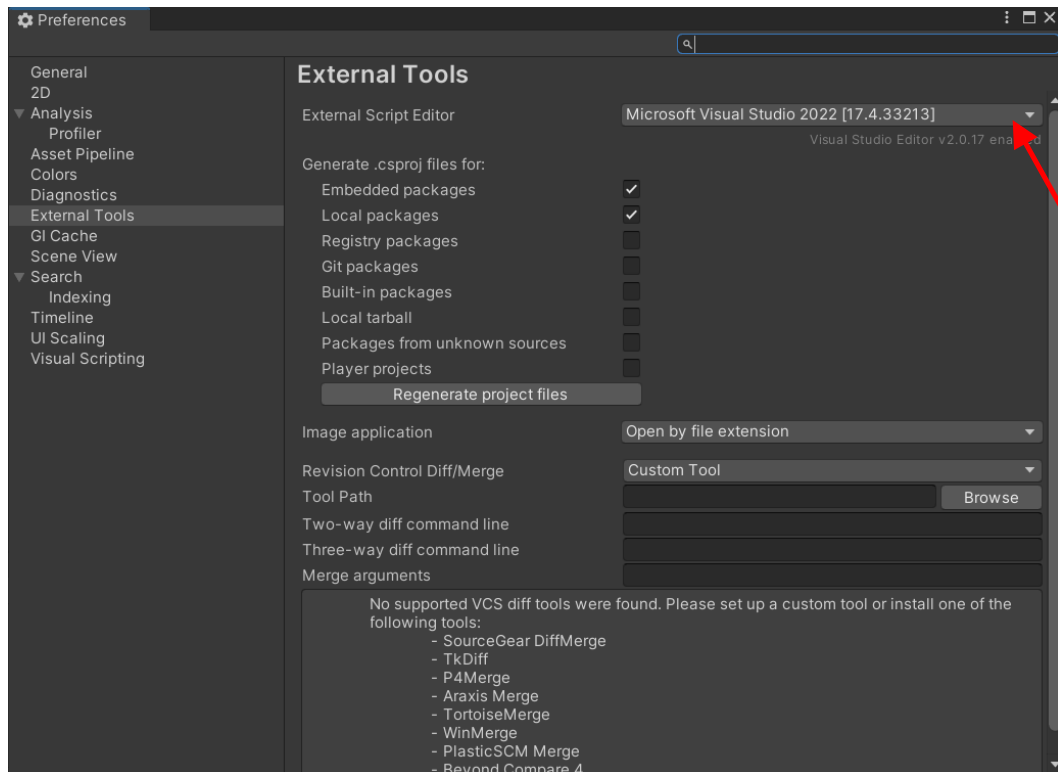 Preferences
General
2D
Analysis
Profiler
Asset Pipeline
Colors
Diagnostics
External Tools
GI Cache
Scene View
Search
Indexing
Timeline
UI Scaling
Visual Scripting
External Tools
External Script Editor Microsoft Visual Studio 2022 [17.4.33213]
Visual Studio Editor v2.0.17
Generate .csproj files for:
Embedded packages
Local packages
Registry packages
Git packages
Built-in packages
Local tarball
Packages from unknown sources
Player projects
Regenerate project files
Image application Open by file extension
Revision Control Diff/Merge Custom Tool
Tool Path Browse
Two-way diff command line
Three-way diff command line
Merge arguments
No supported VCS diff tools were found. Please set up a custom tool or install one of the
following tools:
- SourceGear DiffMerge
- TkDiff
- P4Merge
- Araxis Merge
- TortoiseMerge
- WinMerge
- PlasticSCM Merge
- Beyond Compare 4